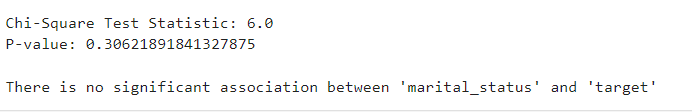 Chi-Square Test Statistic: 6.0
P-value: 0.30621891841327875
There is no significant association between 'marital_status' and 'target'